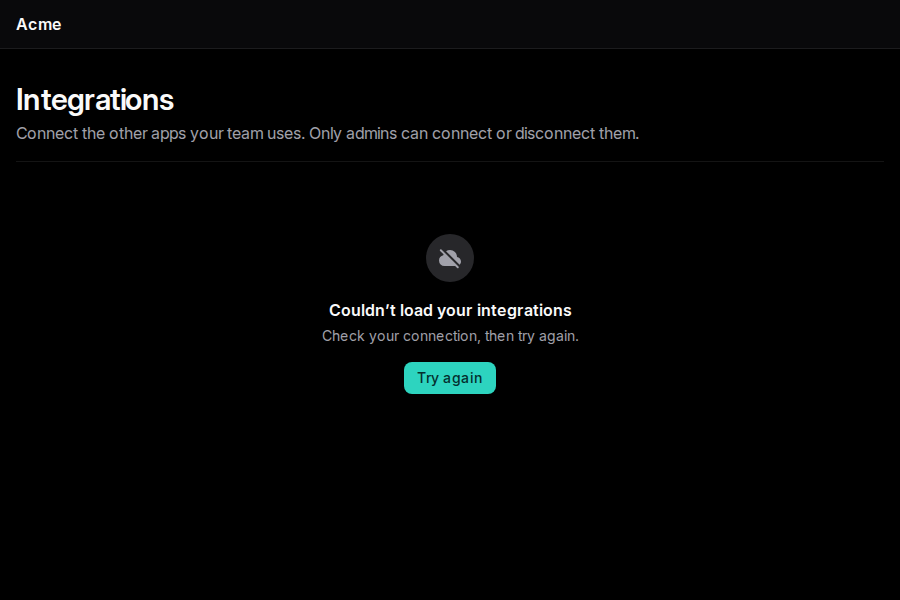 Acme
Integrations
Connect the other apps your team uses. Only admins can connect or disconnect them.
Couldn’t load your integrations
Check your connection, then try again.
Try again